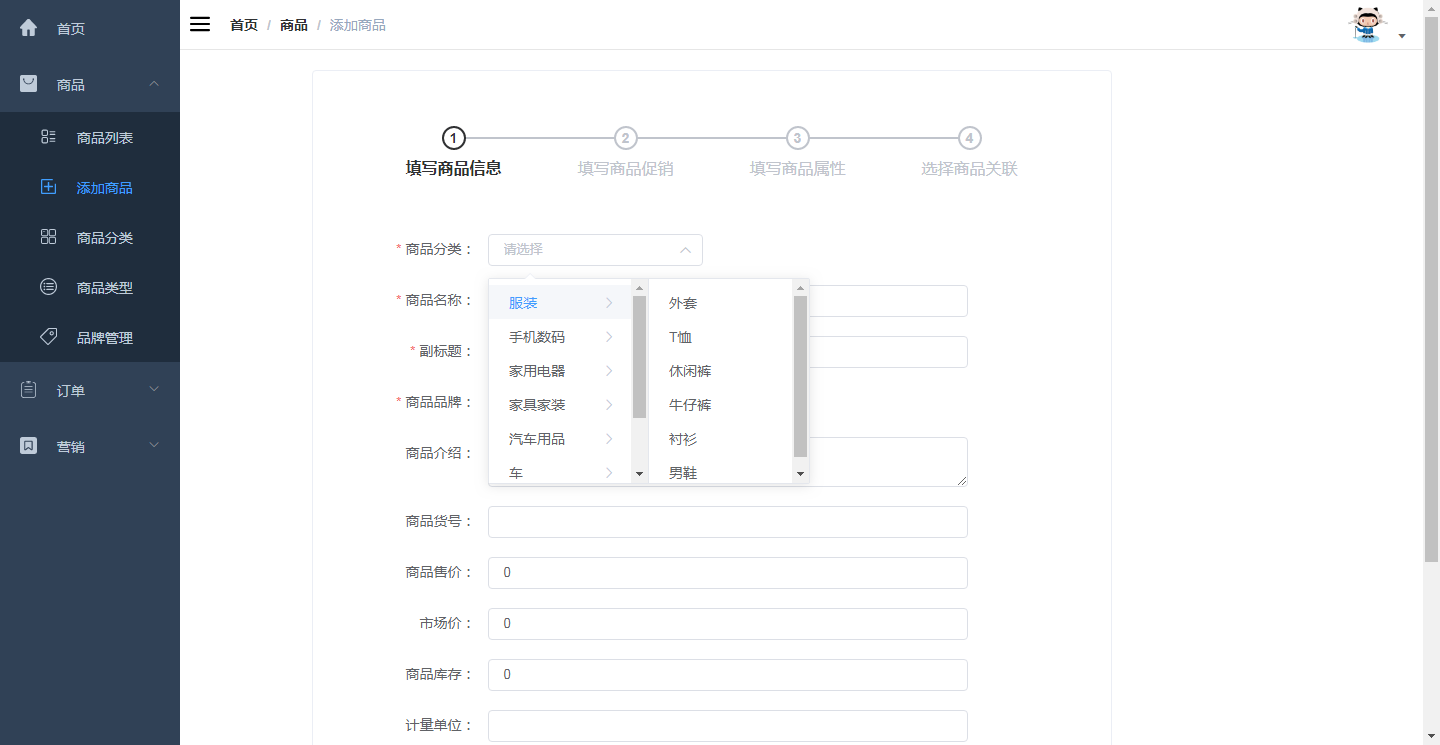 首页
商品
商品列表
添加商品
商品分类
商品类型
品牌管理
订单
营销
首页 / 商品 / 添加商品
1 2 3 4
填写商品信息 填写商品促销 填写商品属性 选择商品关联
* 商品分类： 请选择
* 商品名称：
* 副标题：
* 商品品牌：
商品介绍：
服装
手机数码
家用电器
家具家装
汽车用品
车
外套
T恤
休闲裤
牛仔裤
衬衫
男鞋
商品货号：
商品售价： 0
市场价： 0
商品库存： 0
计量单位：